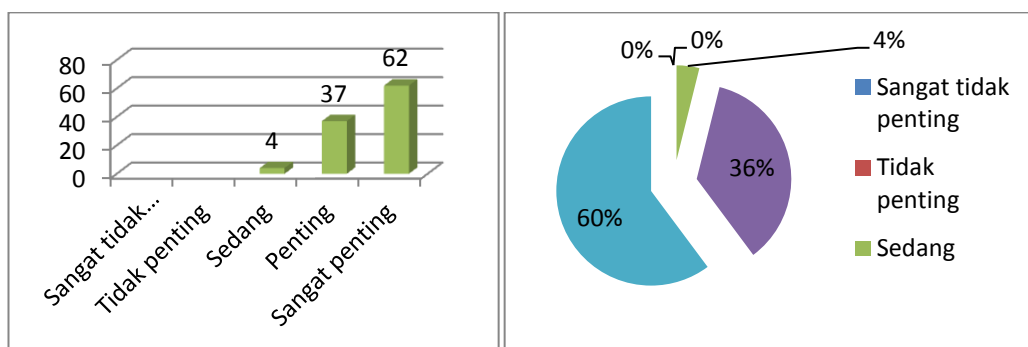 80
60
40
20
0
4
37
62
Sangat tidak...
Tidak penting
Sedang
Penting
Sangat penting
0%
0%
4%
36%
60%
Sangat tidak
penting
Tidak
penting
Sedang